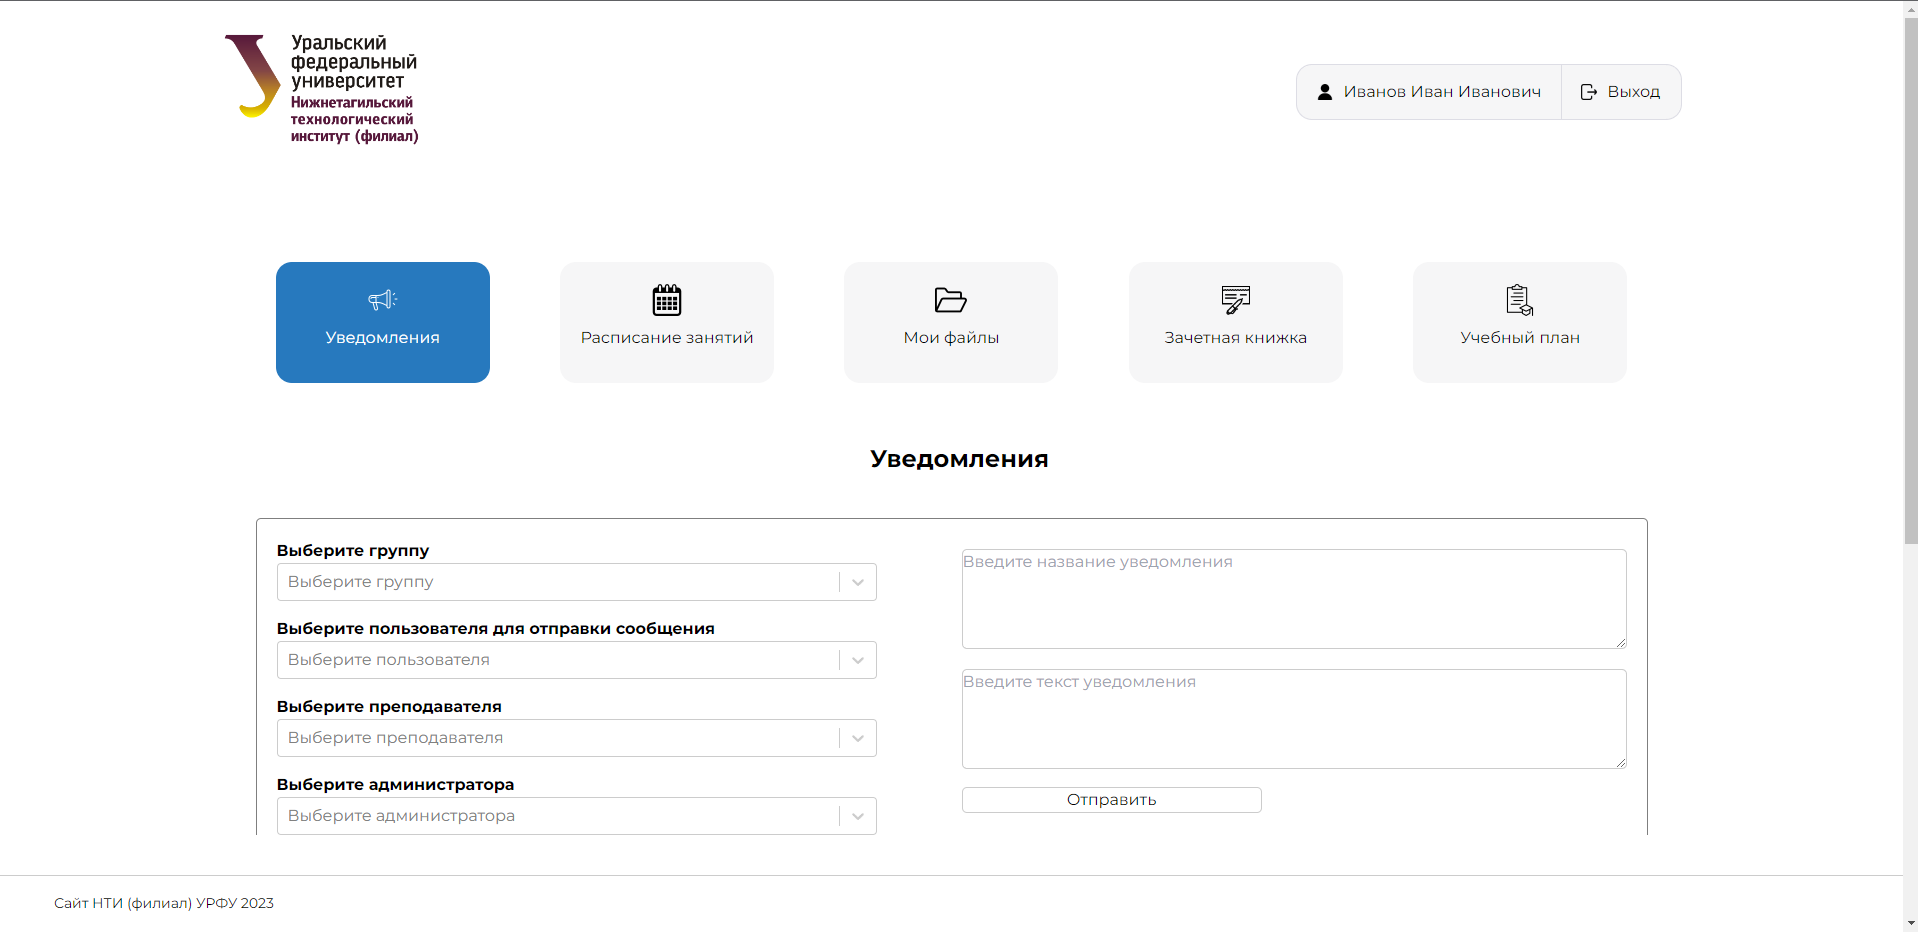 Уральский
федеральный
университет
Нижнетагильский
технологический
институт (филиал)
Иванов Иван Иванович
Выход
Уведомления
Расписание занятий
Мои файлы
Зачетная книжка
Учебный план
Уведомления
Выберите группу
Выберите группу
Выберите пользователя для отправки сообщения
Выберите пользователя
Выберите преподавателя
Выберите преподавателя
Выберите администратора
Выберите администратора
Введите название уведомления
Введите текст уведомления
Отправить
Сайт НТИ (филиал) УРФУ 2023